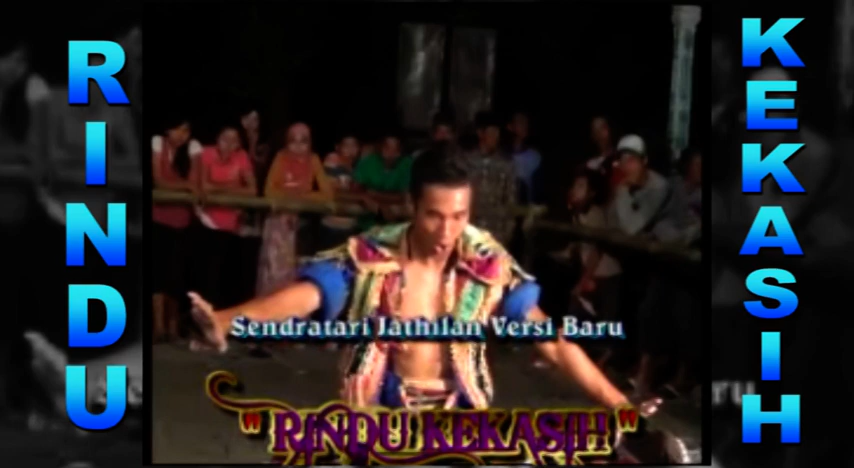 RINDU
KEKASIH
Sendratari Jathilan Versi Baru
" RINDU KEKASIH "